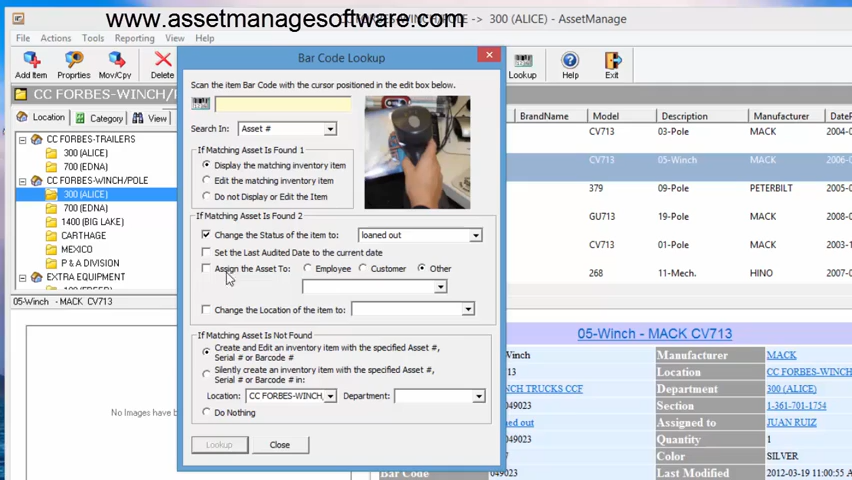 www.assetmanagesoftware.com
-> 300 (ALICE) - AssetManage
File Actions Tools Reporting View Help
Add Item Proprties Mov/Cpy Delete Lookup Help Exit
CC FORBES-WINCH/P
Location Category View
CC FORBES-TRAILERS
300 (ALICE)
700 (EDNA)
CC FORBES-WINCH/POLE
300 (ALICE)
700 (EDNA)
1400 (BIG LAKE)
CARTHAGE
MEXICO
P & A EQUIPMENT
EXTRA EQUIPMENT
05-Winch - MACK CV713
No Images have b
Bar Code Lookup
Scan the item Bar Code with the cursor positioned in the edit box below.
Search In: Asset #
If Matching Asset Is Found 1
Display the matching inventory item
Edit the matching inventory item
Do not Display or Edit the Item
If Matching Asset Is Found 2
Change the Status of the item to: loaned out
Set the Last Audited Date to the current date
Assign the Asset To: Employee Customer Other
Change the Location of the item to:
If Matching Asset Is Not Found
Create and Edit an inventory item with the specified Asset #,
Serial # or Barcode #
Silently create an inventory item with the specified Asset #,
Serial # or Barcode # in:
Location: CC FORBES-WINCH, Department:
Do Nothing
Lookup Close
BrandName Model Description Manufacturer DateP
CV713 03-Pole MACK 2004-
CV713 05-Winch MACK 2006-
379 09-Pole PETERBILT
GU713 19-Pole MACK
CV713 01-Pole MACK
268 11-Mech. HINO 2007-
05-Winch - MACK CV713
Winch Manufacturer MACK
13 Location CC FORBES-WINCH
NCH TRUCKS CCF Department 300 (ALICE)
049023 Section 1-361-701-1754
ned out Assigned to JUAN RUIZ
049023 Quantity 1
Color SILVER
Bar Code 049023 Last Modified 2012-03-19 11:00:55 A